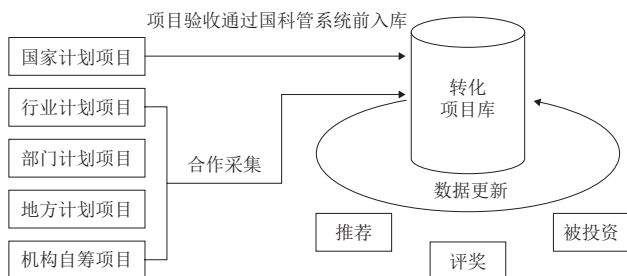 项目验收通过国科管系统前入库
国家计划项目
行业计划项目
部门计划项目
地方计划项目
机构自筹项目
合作采集
转化
项目库
数据更新
推荐
评奖
被投资